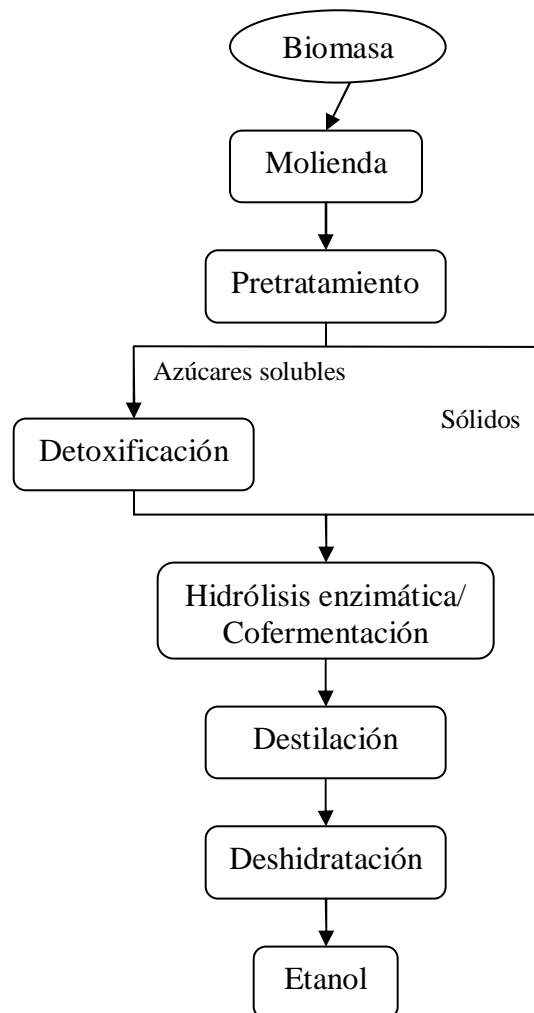 Biomasa
Molienda
Pretratamiento
Azúcares solubles
Sólidos
Detoxificación
Hidrólisis enzimática/
Cofermentación
Destilación
Deshidratación
Etanol